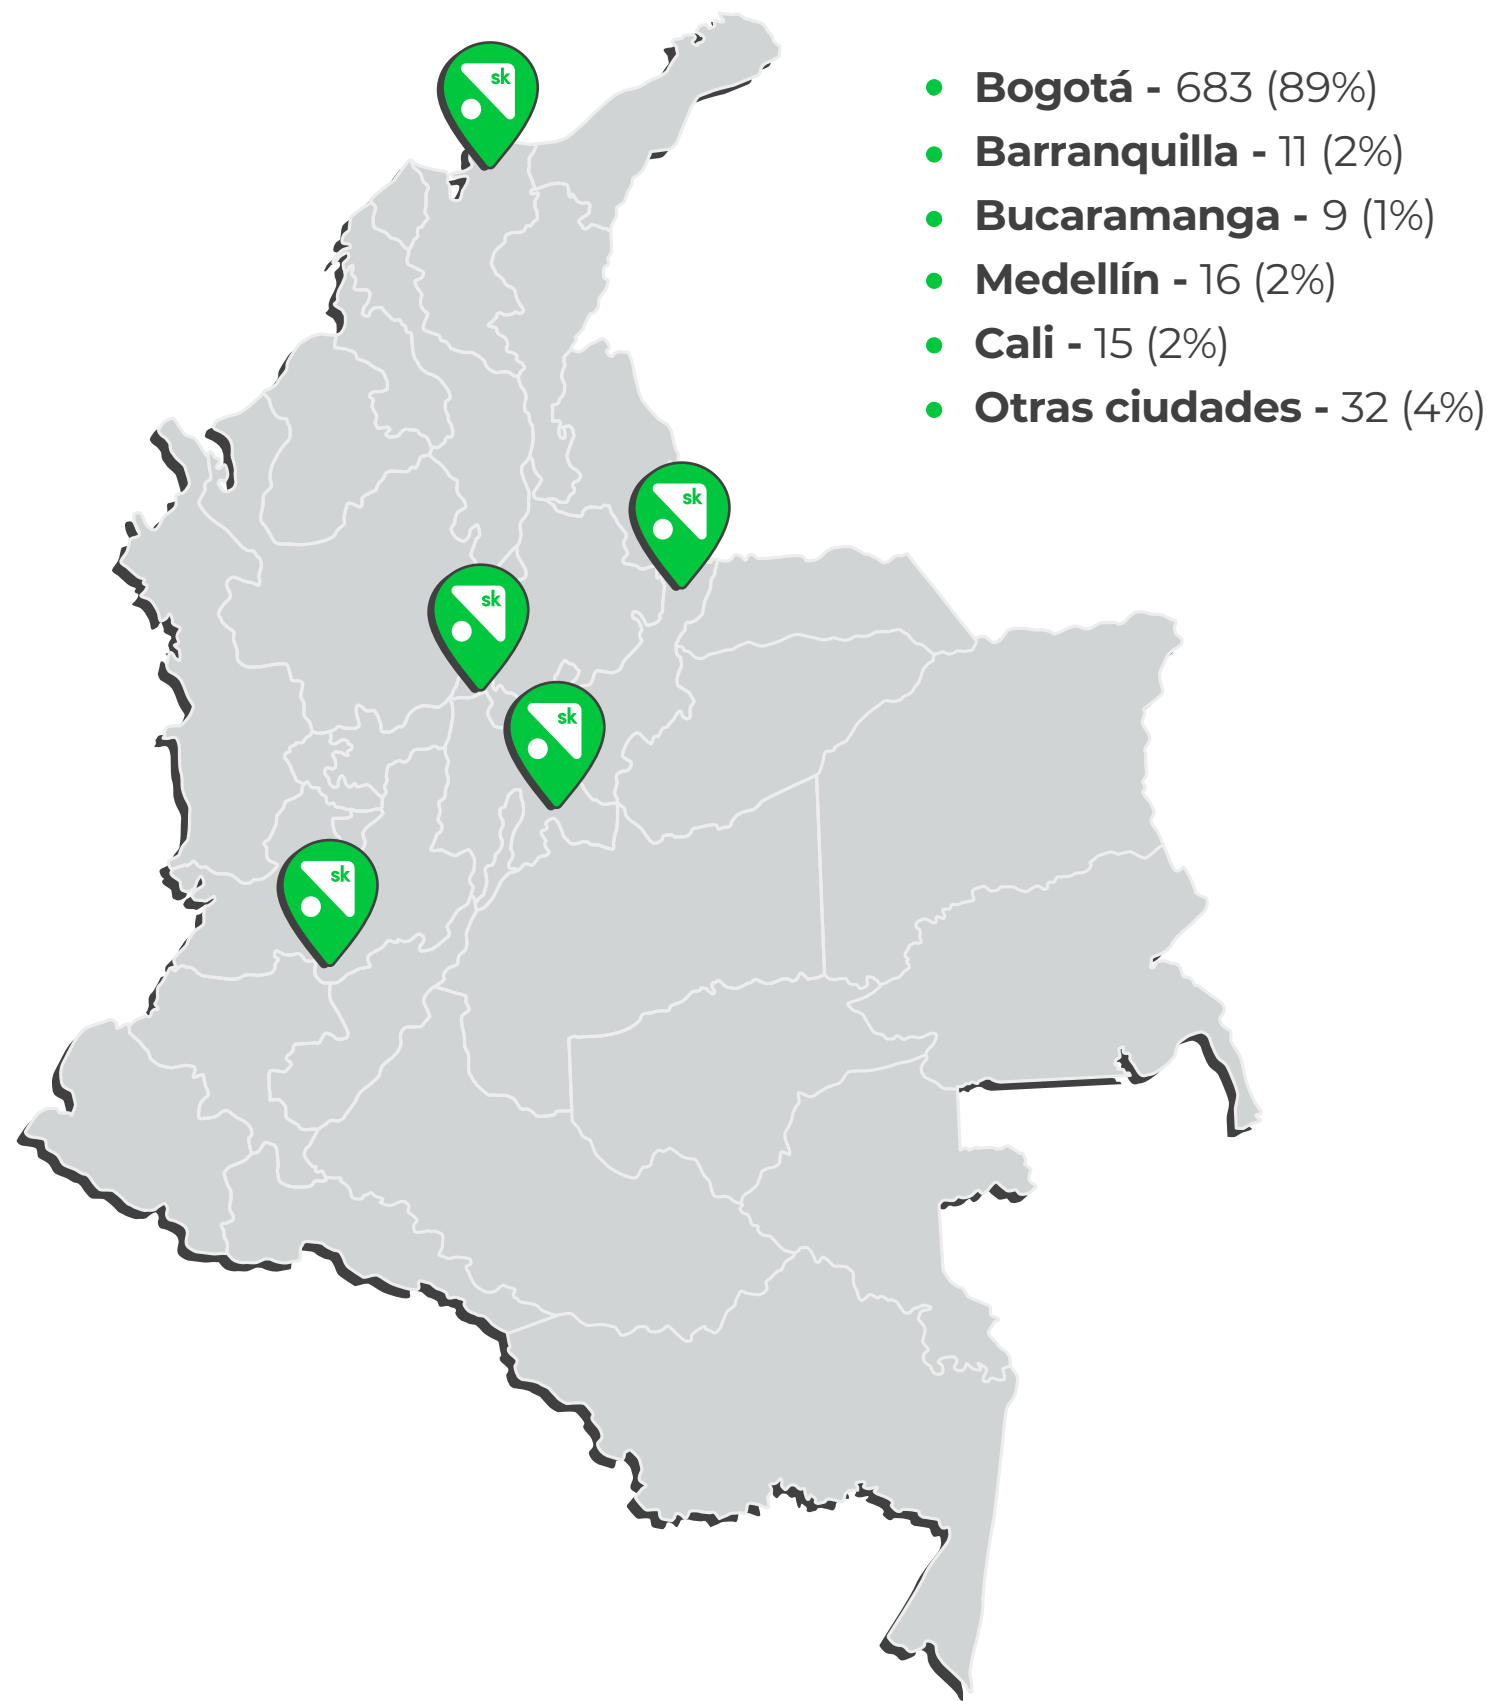 Bogotá - 683 (89%)
Barranquilla - 11 (2%)
Bucaramanga - 9 (1%)
Medellín - 16 (2%)
Cali - 15 (2%)
Otras ciudades - 32 (4%)
sk
sk
sk
sk
sk